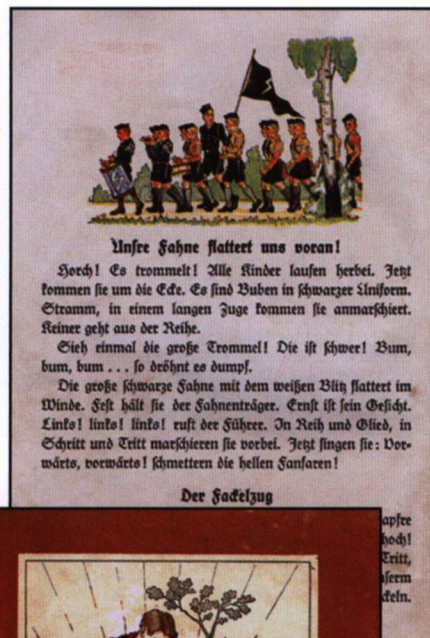 Unsre Fahne flattert uns voran!
Horch! Es trommelt! Alle Kinder laufen herbei. Jetzt
kommen sie um die Ecke. Es sind Buben in schwarzer Uniform.
Stramm, in einem langen Zuge kommen sie anmarschiert.
Keiner geht aus der Reihe.
Sieh einmal die große Trommel! Die ist schwer! Bum,
bum, bum . . . so dröhnt es dumpf.
Die große schwarze Fahne mit dem weißen Blitz flattert im
Winde. Fest hält sie der Fahnenträger. Ernst ist sein Gesicht.
Links! links! links! ruft der Führer. In Reih und Glied, in
Schritt und Tritt marschieren sie vorbei. Jetzt singen sie: Vor-
wärts, vorwärts! schmettern die hellen Fanfaren!
Der Fackelzug
apfre
hoch!
Tritt,
nserm
ckeln.